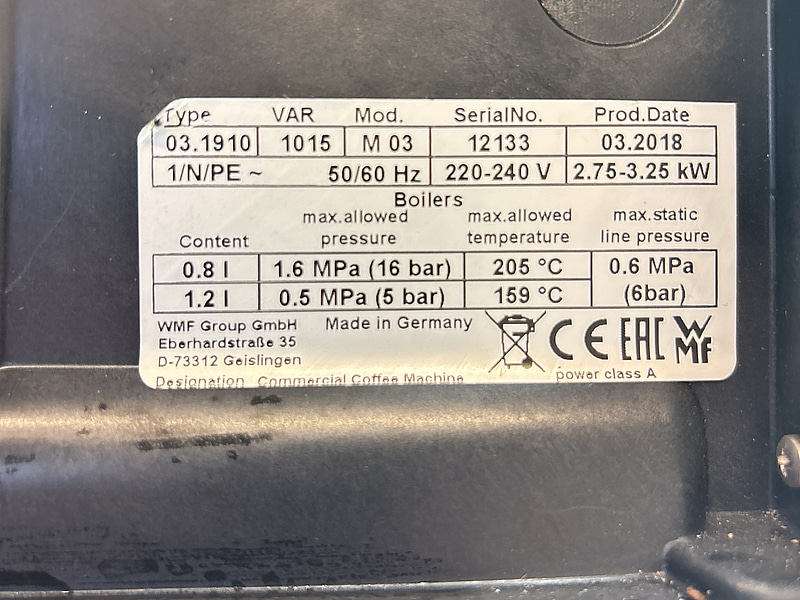 Type VAR Mod. SerialNo. Prod.Date
03.1910 1015 M 03 12133 03.2018
1/N/PE ~ 50/60 Hz 220-240 V 2.75-3.25 kW
Boilers
Content max.allowed pressure max.allowed temperature max.static line pressure
0.8 l 1.6 MPa (16 bar) 205 °C 0.6 MPa
1.2 l 0.5 MPa (5 bar) 159 °C (6bar)
WMF Group GmbH Made in Germany
Eberhardstraße 35
D-73312 Geislingen
CE EAC WMF
Designation Commercial Coffee Machine power class A